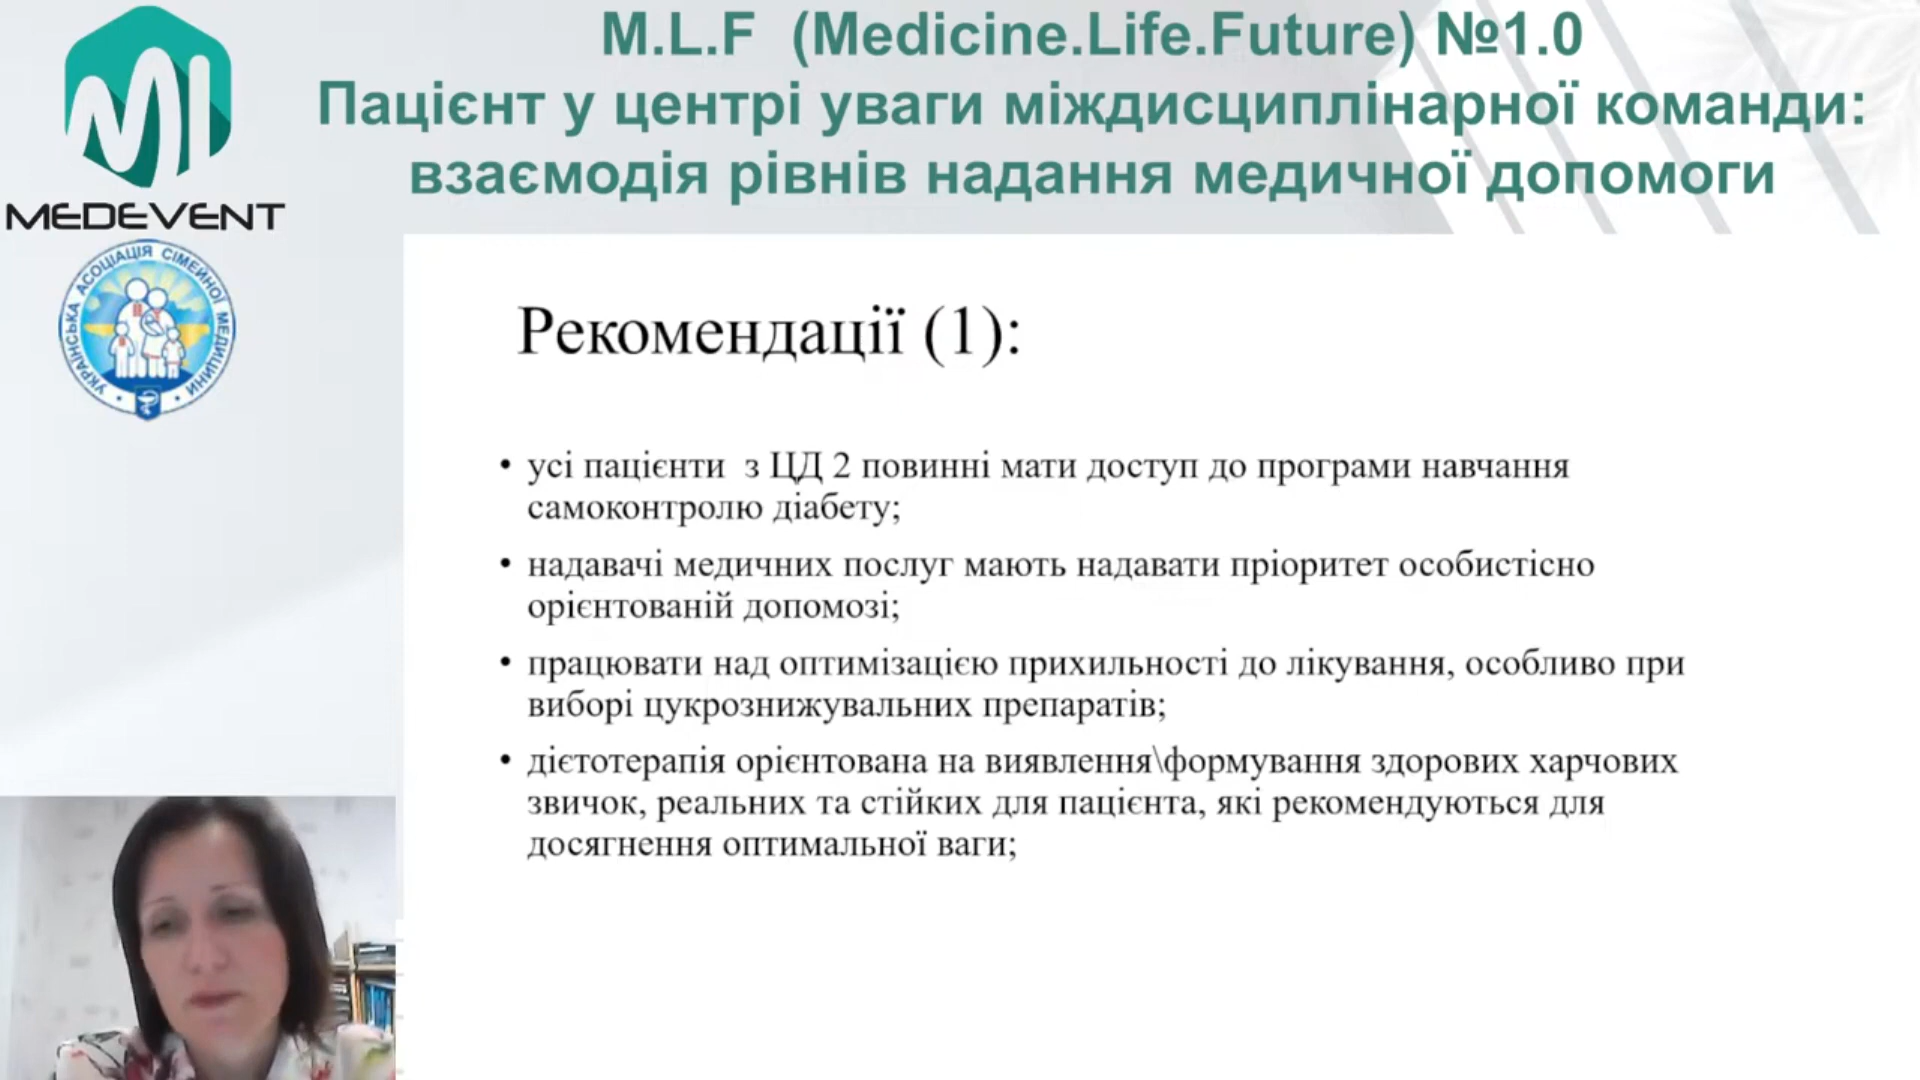 M.L.F (Medicine.Life.Future) №1.0
Пацієнт у центрі уваги міждисциплінарної команди:
взаємодія рівнів надання медичної допомоги
MEDEVENT
УКРАЇНСЬКА АСОЦІАЦІЯ СІМЕЙНОЇ МЕДИЦИНИ
Рекомендації (1):
• усі пацієнти з ЦД 2 повинні мати доступ до програми навчання
самоконтролю діабету;
• надавачі медичних послуг мають надавати пріоритет особистісно
орієнтованій допомозі;
• працювати над оптимізацією прихильності до лікування, особливо при
виборі цукрознижувальних препаратів;
• дієтотерапія орієнтована на виявлення\формування здорових харчових
звичок, реальних та стійких для пацієнта, які рекомендуються для
досягнення оптимальної ваги;